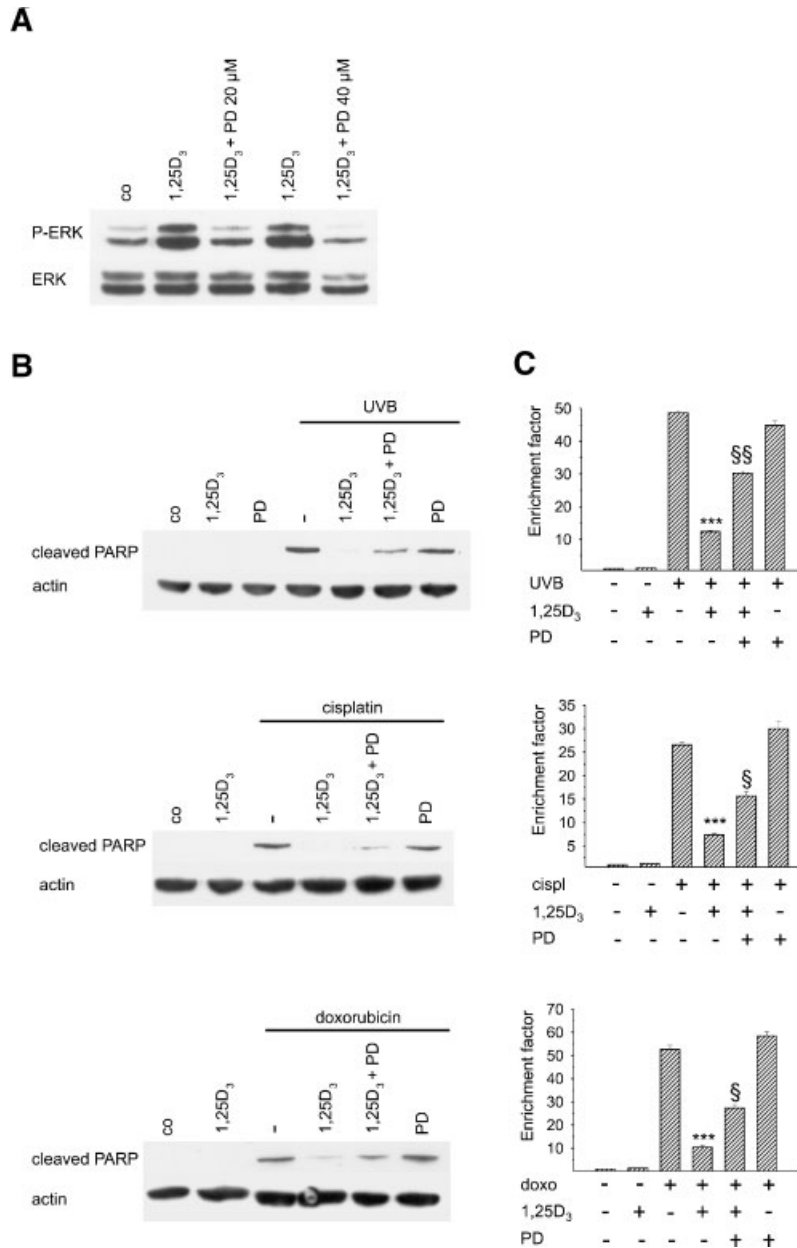 A
co
1,25D₃
1,25D₃ + PD 20 µM
1,25D₃
1,25D₃ + PD 40 µM
P-ERK
ERK
B
UVB
co
1,25D₃
PD
–
1,25D₃
1,25D₃ + PD
PD
cleaved PARP
actin
cisplatin
co
1,25D₃
–
1,25D₃
1,25D₃ + PD
PD
cleaved PARP
actin
doxorubicin
co
1,25D₃
–
1,25D₃
1,25D₃ + PD
PD
cleaved PARP
actin
C
Enrichment factor
50
40
30
20
10
***
§§
UVB - - + + + +
1,25D₃ - + - + + -
PD - - - - + +
Enrichment factor
35
30
25
20
15
10
5
***
§
cispl - - + + + +
1,25D₃ - + - + + -
PD - - - - + +
Enrichment factor
70
60
50
40
30
20
10
***
§
doxo - - + + + +
1,25D₃ - + - + + -
PD - - - - + +